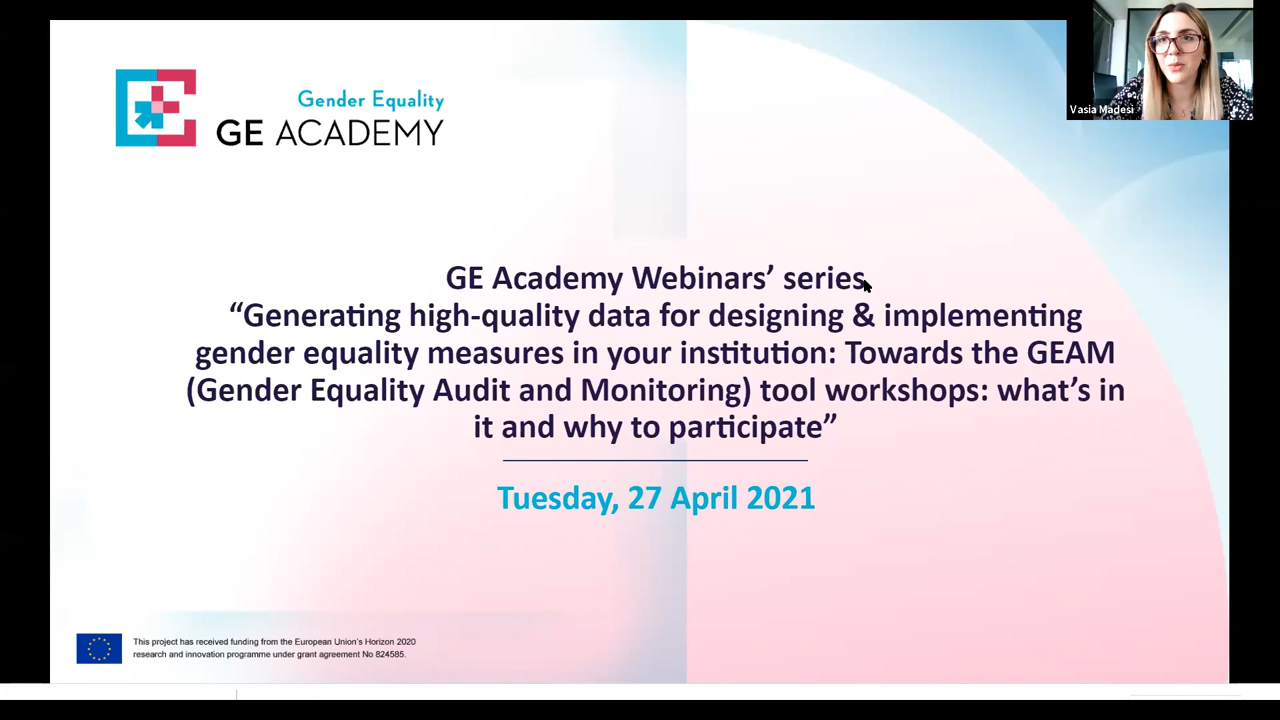 Gender Equality
GE ACADEMY
Vasia Madesi
GE Academy Webinars’ series
“Generating high-quality data for designing & implementing
gender equality measures in your institution: Towards the GEAM
(Gender Equality Audit and Monitoring) tool workshops: what’s in
it and why to participate”
Tuesday, 27 April 2021
This project has received funding from the European Union’s Horizon 2020
research and innovation programme under grant agreement No 824585.